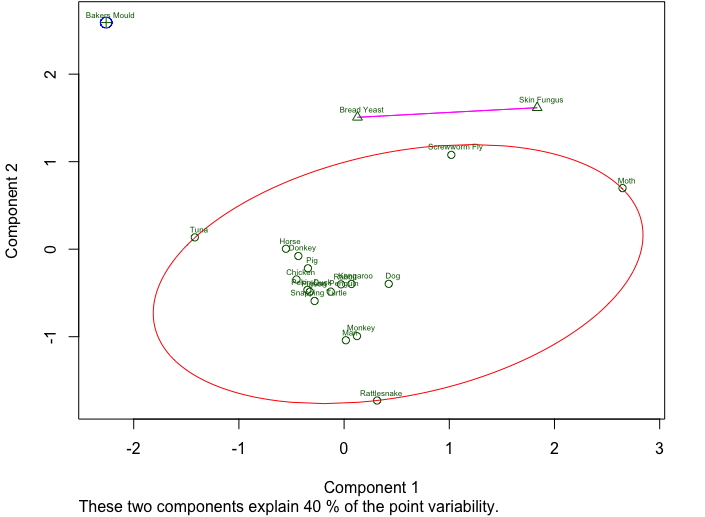 Bakers Mould
Skin Fungus
Bread Yeast
Screwworm Fly
Moth
Tuna
Horse
Donkey
Pig
Chicken
Kangaroo
Dog
Snapping Turtle
Monkey
Man
Rattlesnake
Component 2
-1
0
1
2
-2
-1
0
1
2
3
Component 1
These two components explain 40 % of the point variability.